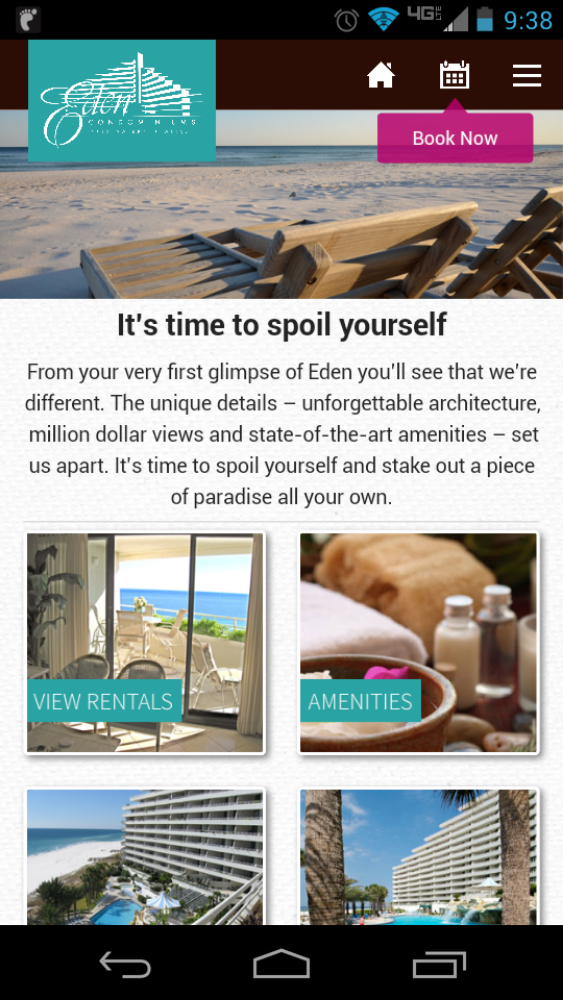 4G LTE 9:38
Eden
CONDOMINIUMS
Book Now
It's time to spoil yourself
From your very first glimpse of Eden you'll see that we're
different. The unique details – unforgettable architecture,
million dollar views and state-of-the-art amenities – set
us apart. It's time to spoil yourself and stake out a piece
of paradise all your own.
VIEW RENTALS
AMENITIES